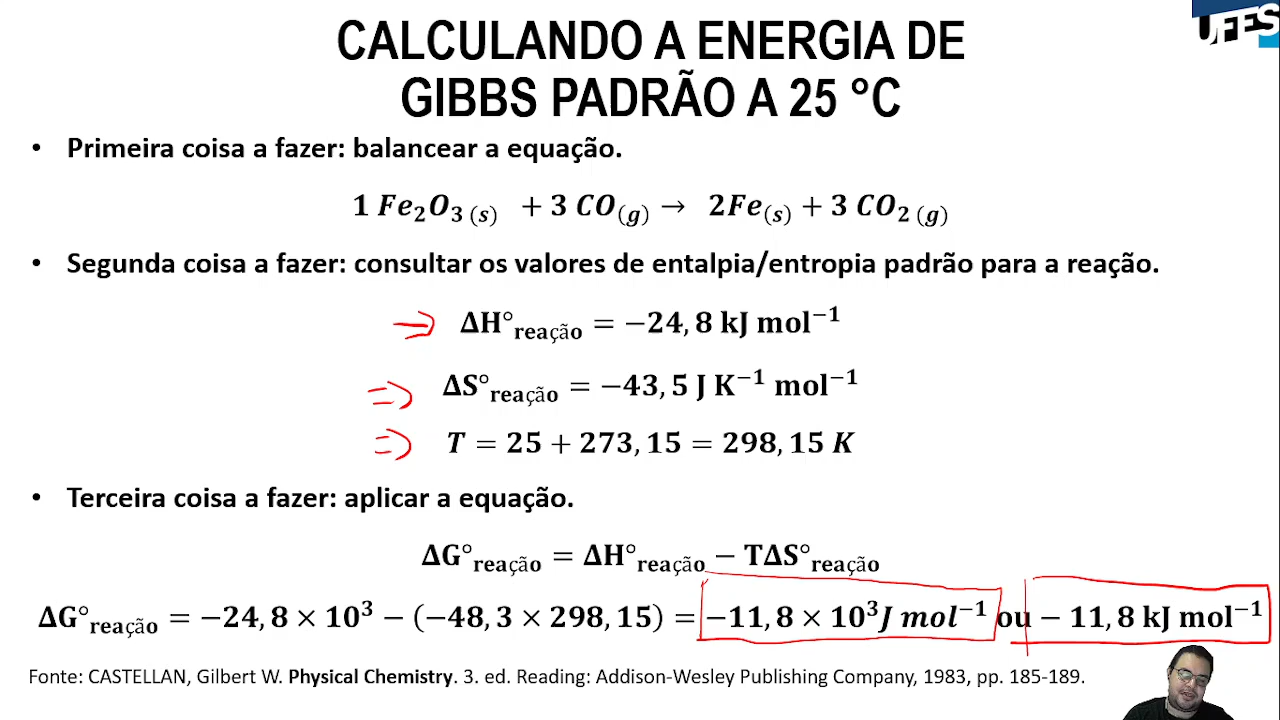 CALCULANDO A ENERGIA DE
GIBBS PADRÃO A 25 °C
UFES
• Primeira coisa a fazer: balancear a equação.
1 Fe₂O₃ (s) + 3 CO(g) → 2Fe(s) + 3 CO₂ (g)
• Segunda coisa a fazer: consultar os valores de entalpia/entropia padrão para a reação.
ΔH°reação = −24,8 kJ mol⁻¹
ΔS°reação = −43,5 J K⁻¹ mol⁻¹
T = 25 + 273,15 = 298,15 K
• Terceira coisa a fazer: aplicar a equação.
ΔG°reação = ΔH°reação − TΔS°reação
ΔG°reação = −24,8 × 10³ − (−48,3 × 298,15) = −11,8 × 10³J mol⁻¹ ou − 11,8 kJ mol⁻¹
Fonte: CASTELLAN, Gilbert W. Physical Chemistry. 3. ed. Reading: Addison-Wesley Publishing Company, 1983, pp. 185-189.